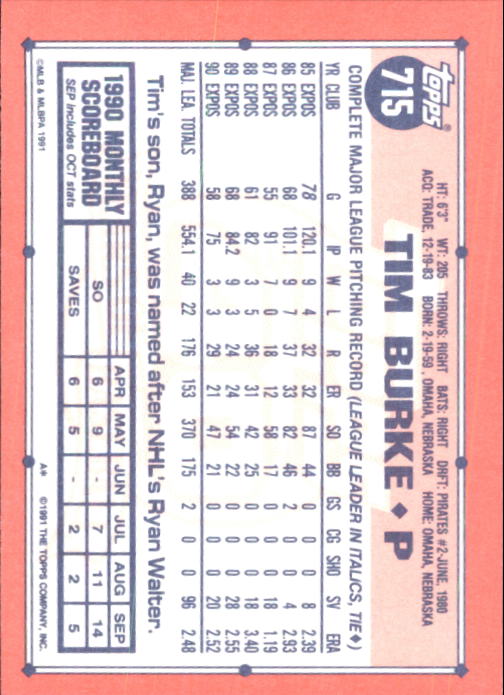 topps®
715
HT: 6'3" WT: 205 THROWS: RIGHT BATS: RIGHT DRFT: PIRATES #2-JUNE, 1980
ACQ: TRADE, 12-19-83 BORN: 2-19-59, OMAHA, NEBRASKA HOME: OMAHA, NEBRASKA
TIM BURKE ♦ P
COMPLETE MAJOR LEAGUE PITCHING RECORD (LEAGUE LEADER IN ITALICS, TIE♦)
YR CLUB G IP W L R ER SO BB GS CG SHO SV ERA
85 EXPOS 78 120.1 9 4 32 32 87 44 0 0 0 8 2.39
86 EXPOS 68 101.1 9 7 37 33 82 46 2 0 0 4 2.93
87 EXPOS 55 91 7 0 18 12 58 17 0 0 0 18 1.19
88 EXPOS 61 82 3 5 36 31 42 25 0 0 0 18 3.40
89 EXPOS 68 84.2 9 3 24 24 54 22 0 0 0 28 2.55
90 EXPOS 58 75 3 3 29 21 47 21 0 0 0 20 2.52
MAJ. LEA. TOTALS 388 554.1 40 22 176 153 370 175 2 0 0 96 2.48
Tim's son, Ryan, was named after NHL's Ryan Walter.
1990 MONTHLY SCOREBOARD
SEP includes OCT stats
APR MAY JUN JUL AUG SEP
SO 6 9 - 7 11 14
SAVES 6 5 - 2 2 5
©MLB & MLBPA 1991
A* ©1991 THE TOPPS COMPANY, INC.